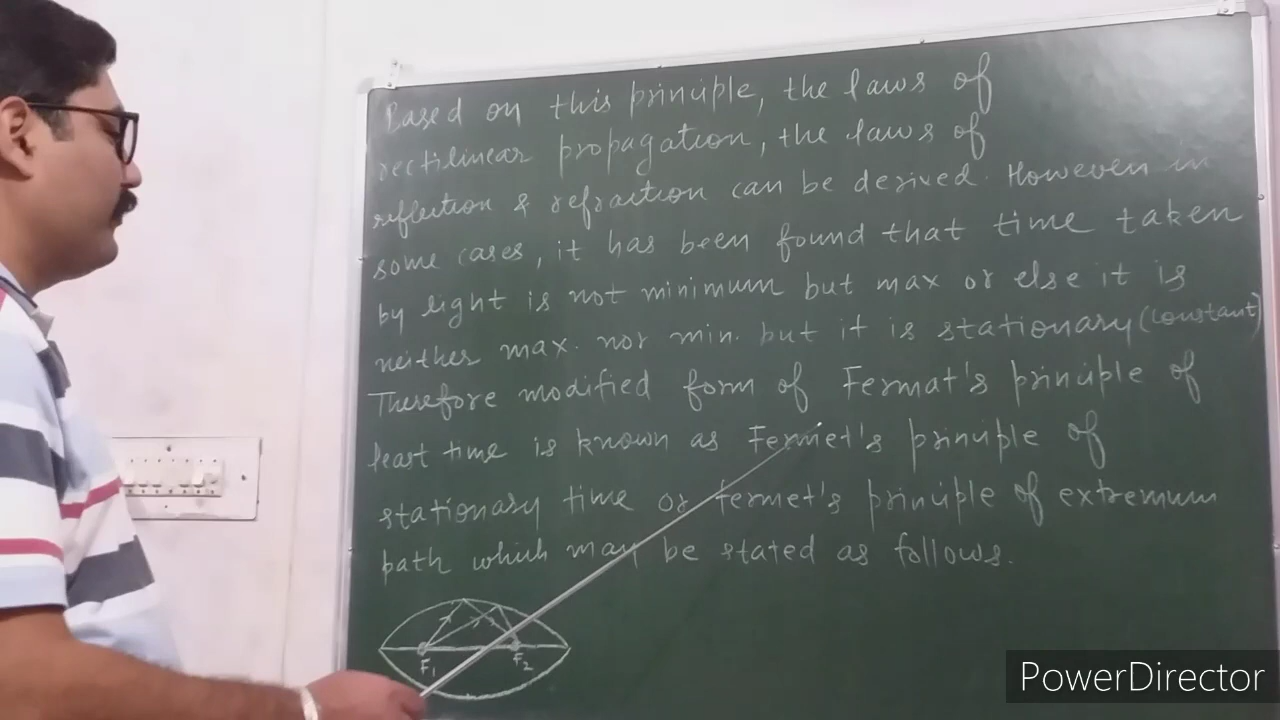 Based on this principle, the laws of
rectilinear propagation, the laws of
reflection & refraction can be derived. However in
some cases, it has been found that time taken
by light is not minimum but max or else it is
neither max. nor min. but it is stationary (constant)
Therefore modified form of Fermat's principle of
least time is known as Fermet's principle of
stationary time or fermet's principle of extremum
path which may be stated as follows.
F1 F2
PowerDirector